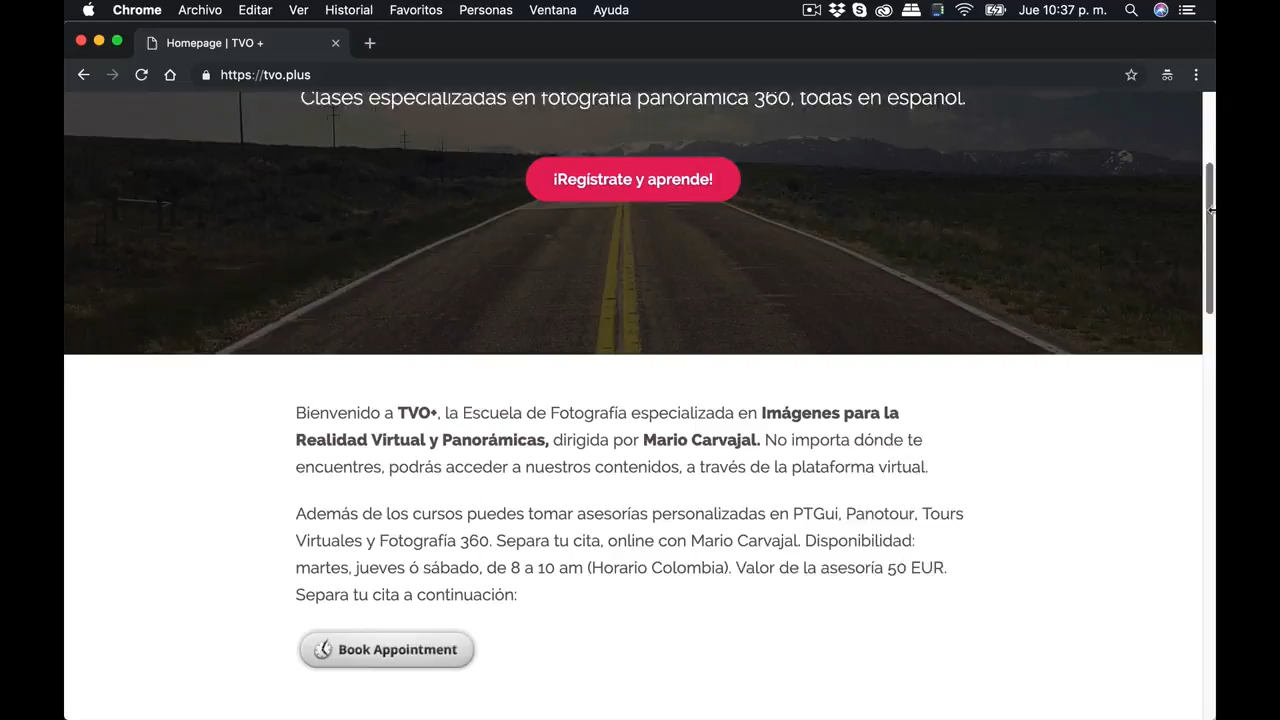 Chrome Archivo Editar Ver Historial Favoritos Personas Ventana Ayuda Jue 10:37 p. m.
Homepage | TVO +
https://tvo.plus
Clases especializadas en fotografía panorámica 360, todas en español.
¡Regístrate y aprende!
Bienvenido a TVO+, la Escuela de Fotografía especializada en Imágenes para la
Realidad Virtual y Panorámicas, dirigida por Mario Carvajal. No importa dónde te
encuentres, podrás acceder a nuestros contenidos, a través de la plataforma virtual.
Además de los cursos puedes tomar asesorías personalizadas en PTGui, Panotour, Tours
Virtuales y Fotografía 360. Separa tu cita, online con Mario Carvajal. Disponibilidad:
martes, jueves ó sábado, de 8 a 10 am (Horario Colombia). Valor de la asesoría 50 EUR.
Separa tu cita a continuación:
Book Appointment